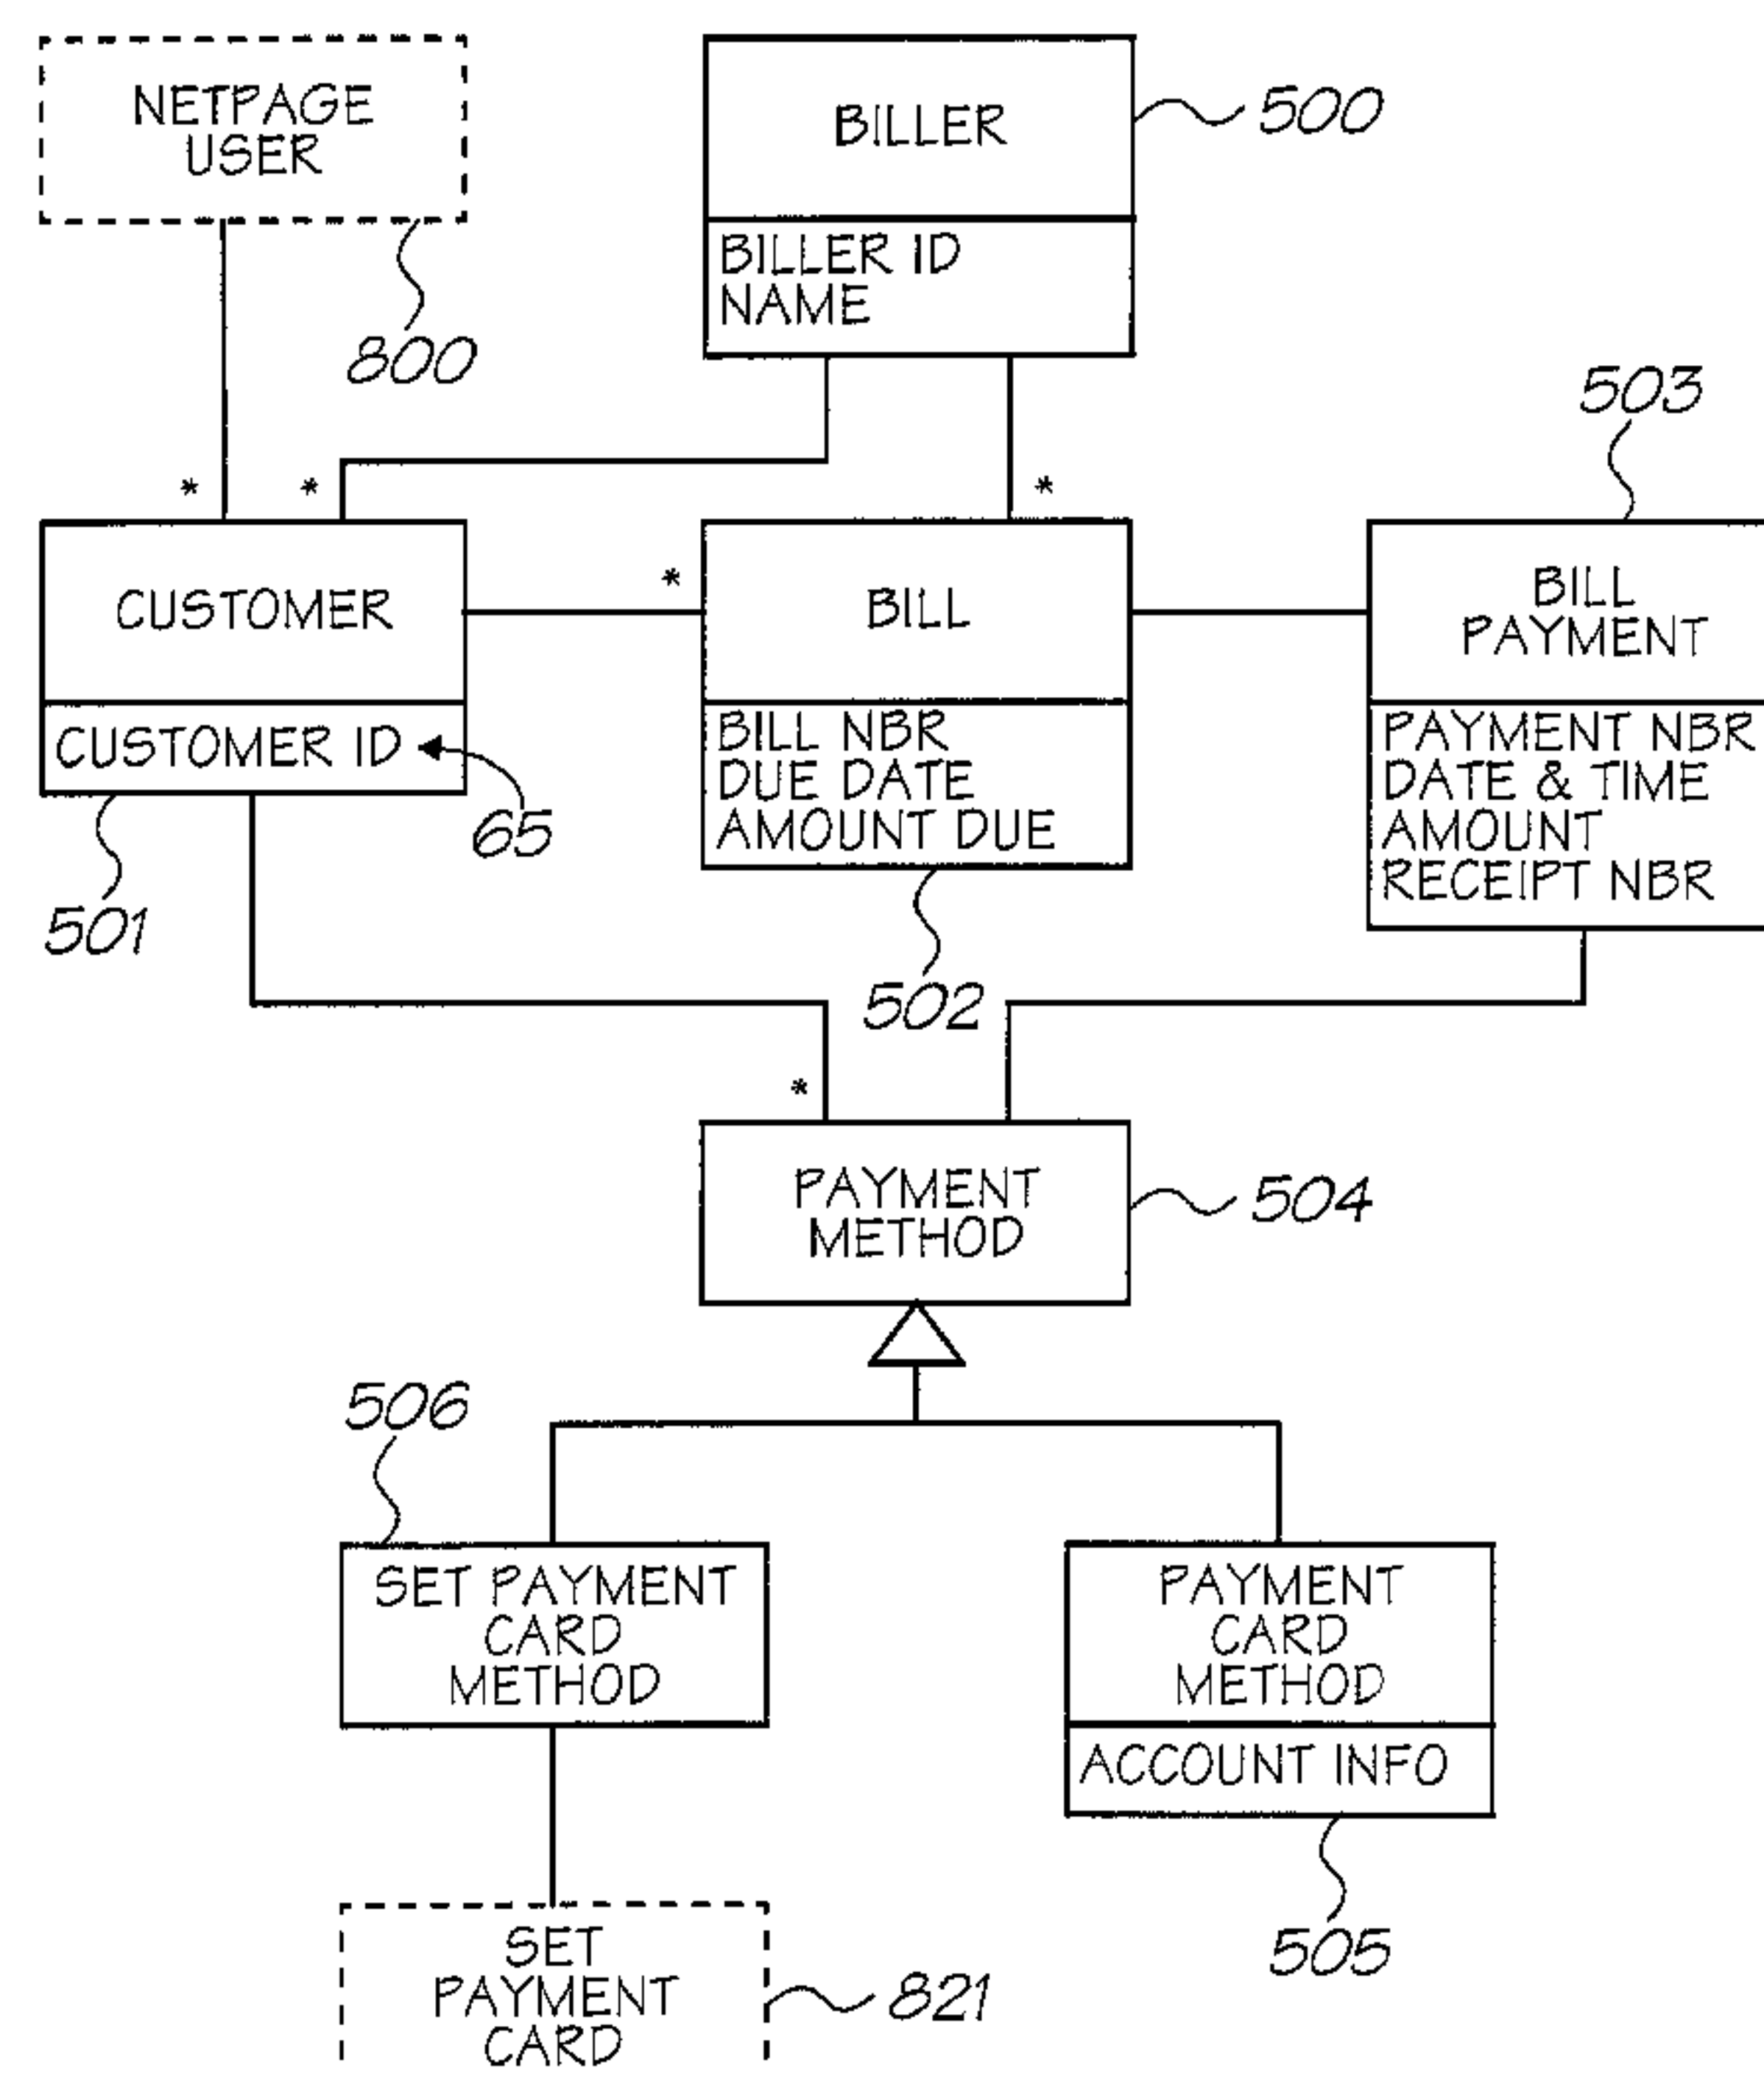 NETPAGE
USER
800
BILLER
500
BILLER ID
NAME
503
*
*
*
CUSTOMER
*
BILL
BILL
PAYMENT
CUSTOMER ID
65
501
BILL NBR
DUE DATE
AMOUNT DUE
502
PAYMENT NBR
DATE & TIME
AMOUNT
RECEIPT NBR
*
PAYMENT
METHOD
504
506
SET PAYMENT
CARD
METHOD
PAYMENT
CARD
METHOD
ACCOUNT INFO
505
SET
PAYMENT
CARD
821